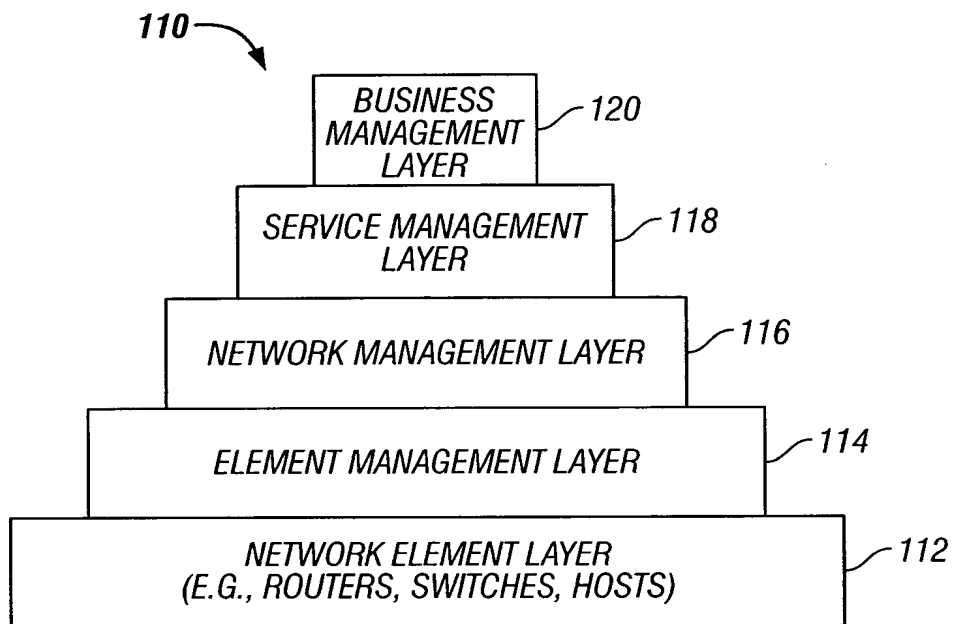 110
BUSINESS
MANAGEMENT
LAYER
120
SERVICE MANAGEMENT
LAYER
118
NETWORK MANAGEMENT LAYER
116
ELEMENT MANAGEMENT LAYER
114
NETWORK ELEMENT LAYER
(E.G., ROUTERS, SWITCHES, HOSTS)
112